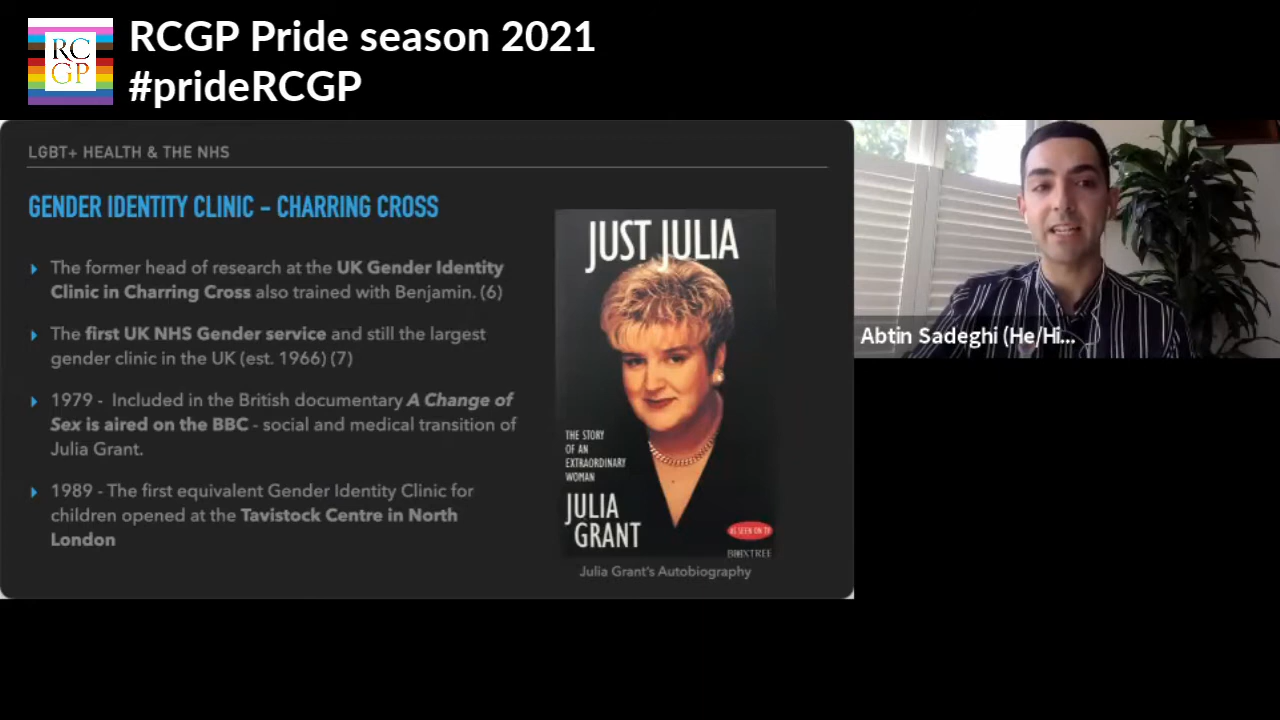 RC
GP
RCGP Pride season 2021
#prideRCGP
LGBT+ HEALTH & THE NHS
GENDER IDENTITY CLINIC – CHARRING CROSS
The former head of research at the UK Gender Identity
Clinic in Charring Cross also trained with Benjamin. (6)
The first UK NHS Gender service and still the largest
gender clinic in the UK (est. 1966) (7)
1979 - Included in the British documentary A Change of
Sex is aired on the BBC - social and medical transition of
Julia Grant.
1989 - The first equivalent Gender Identity Clinic for
children opened at the Tavistock Centre in North
London
JUST JULIA
THE STORY
OF AN
EXTRAORDINARY
WOMAN
JULIA
GRANT
AS SEEN ON TV
BOXTREE
Julia Grant's Autobiography
Abtin Sadeghi (He/Hi...